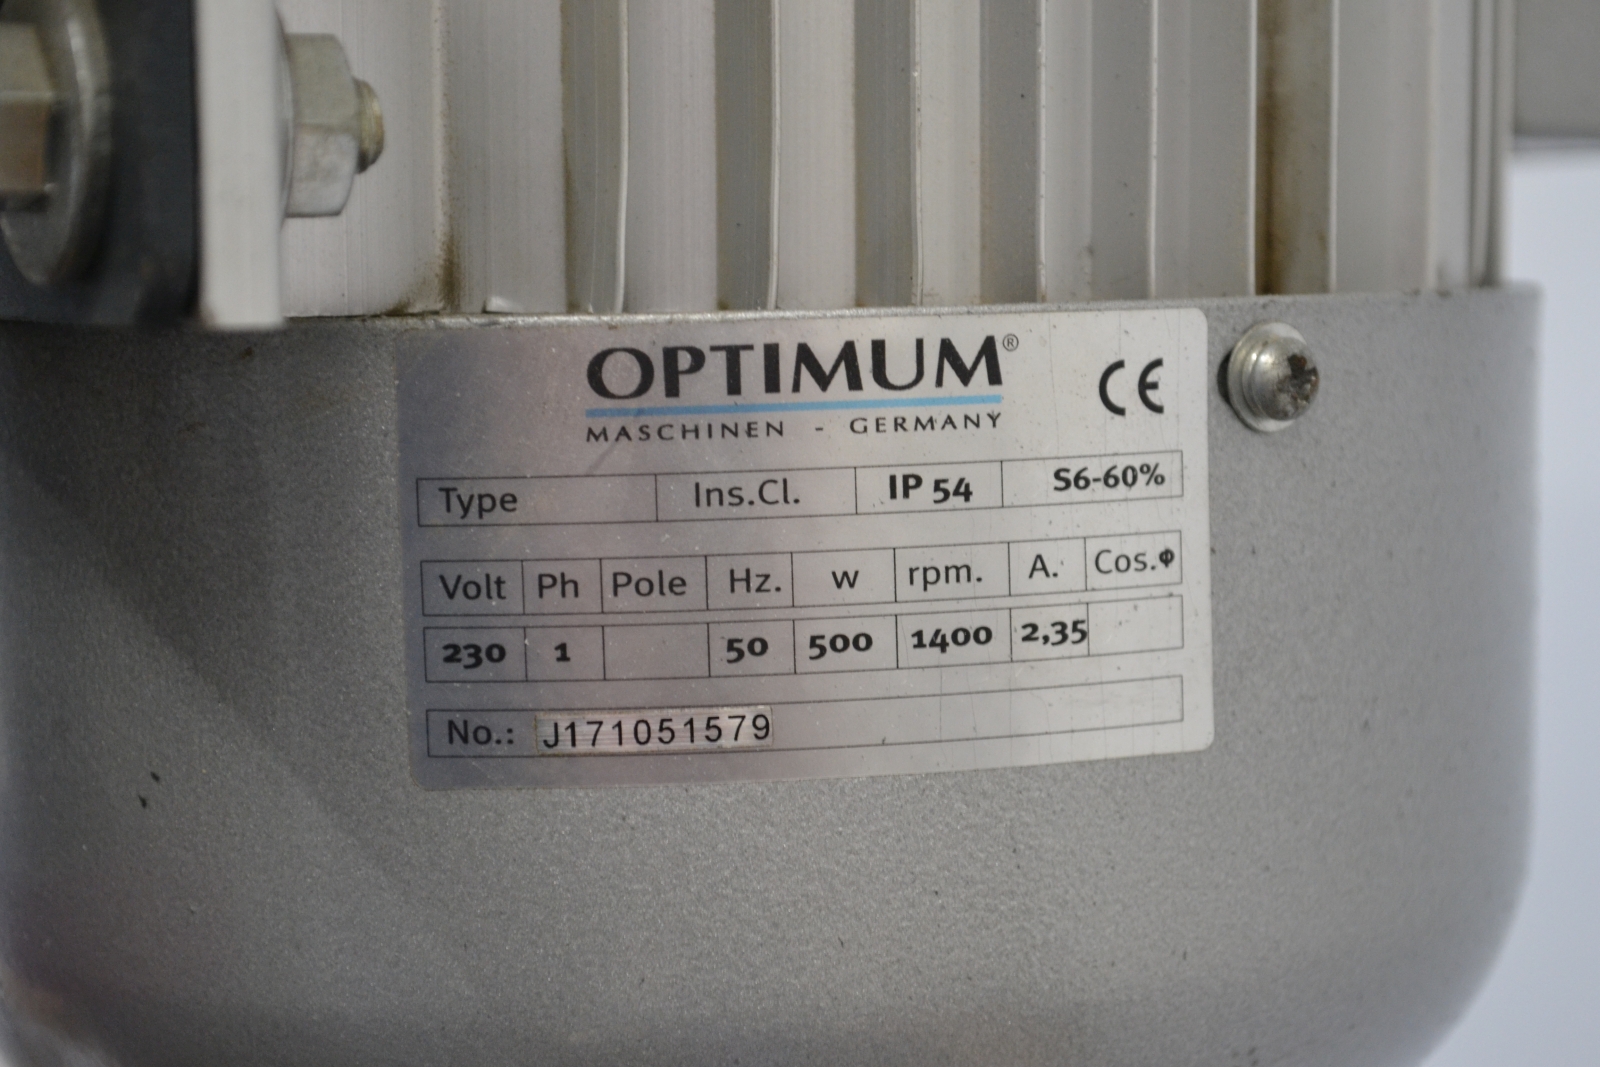 OPTIMUM®
MASCHINEN - GERMANY
CE
Type Ins.Cl. IP 54 S6-60%
Volt Ph Pole Hz. w rpm. A. Cos.Φ
230 1 50 500 1400 2,35
No.: J171051579